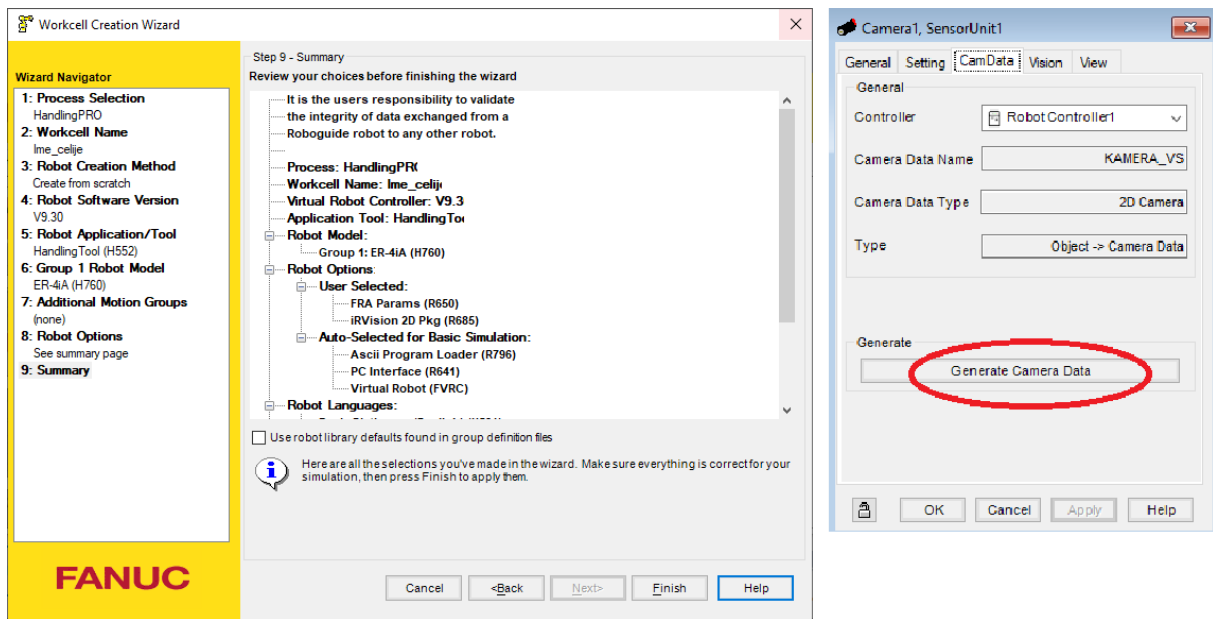 Workcell Creation Wizard
Wizard Navigator
1: Process Selection
HandlingPRO
2: Workcell Name
Ime_celije
3: Robot Creation Method
Create from scratch
4: Robot Software Version
V9.30
5: Robot Application/Tool
HandlingTool (H552)
6: Group 1 Robot Model
ER-4iA (H760)
7: Additional Motion Groups
(none)
8: Robot Options
See summary page
9: Summary
FANUC
Step 9 - Summary
Review your choices before finishing the wizard
It is the users responsibility to validate
the integrity of data exchanged from a
Roboguide robot to any other robot.
Process: HandlingPR
Workcell Name: Ime_celij
Virtual Robot Controller: V9.3
Application Tool: HandlingTo
Robot Model:
Group 1: ER-4iA (H760)
Robot Options:
User Selected:
FRA Params (R650)
iRVision 2D Pkg (R685)
Auto-Selected for Basic Simulation:
Ascii Program Loader (R796)
PC Interface (R641)
Virtual Robot (FVRC)
Robot Languages:
Use robot library defaults found in group definition files
Here are all the selections you've made in the wizard. Make sure everything is correct for your
simulation, then press Finish to apply them.
Cancel <Back Next> Finish Help
Camera1, SensorUnit1
General Setting CamData Vision View
General
Controller RobotController1
Camera Data Name KAMERA_VS
Camera Data Type 2D Camera
Type Object -> Camera Data
Generate
Generate Camera Data
OK Cancel Apply Help